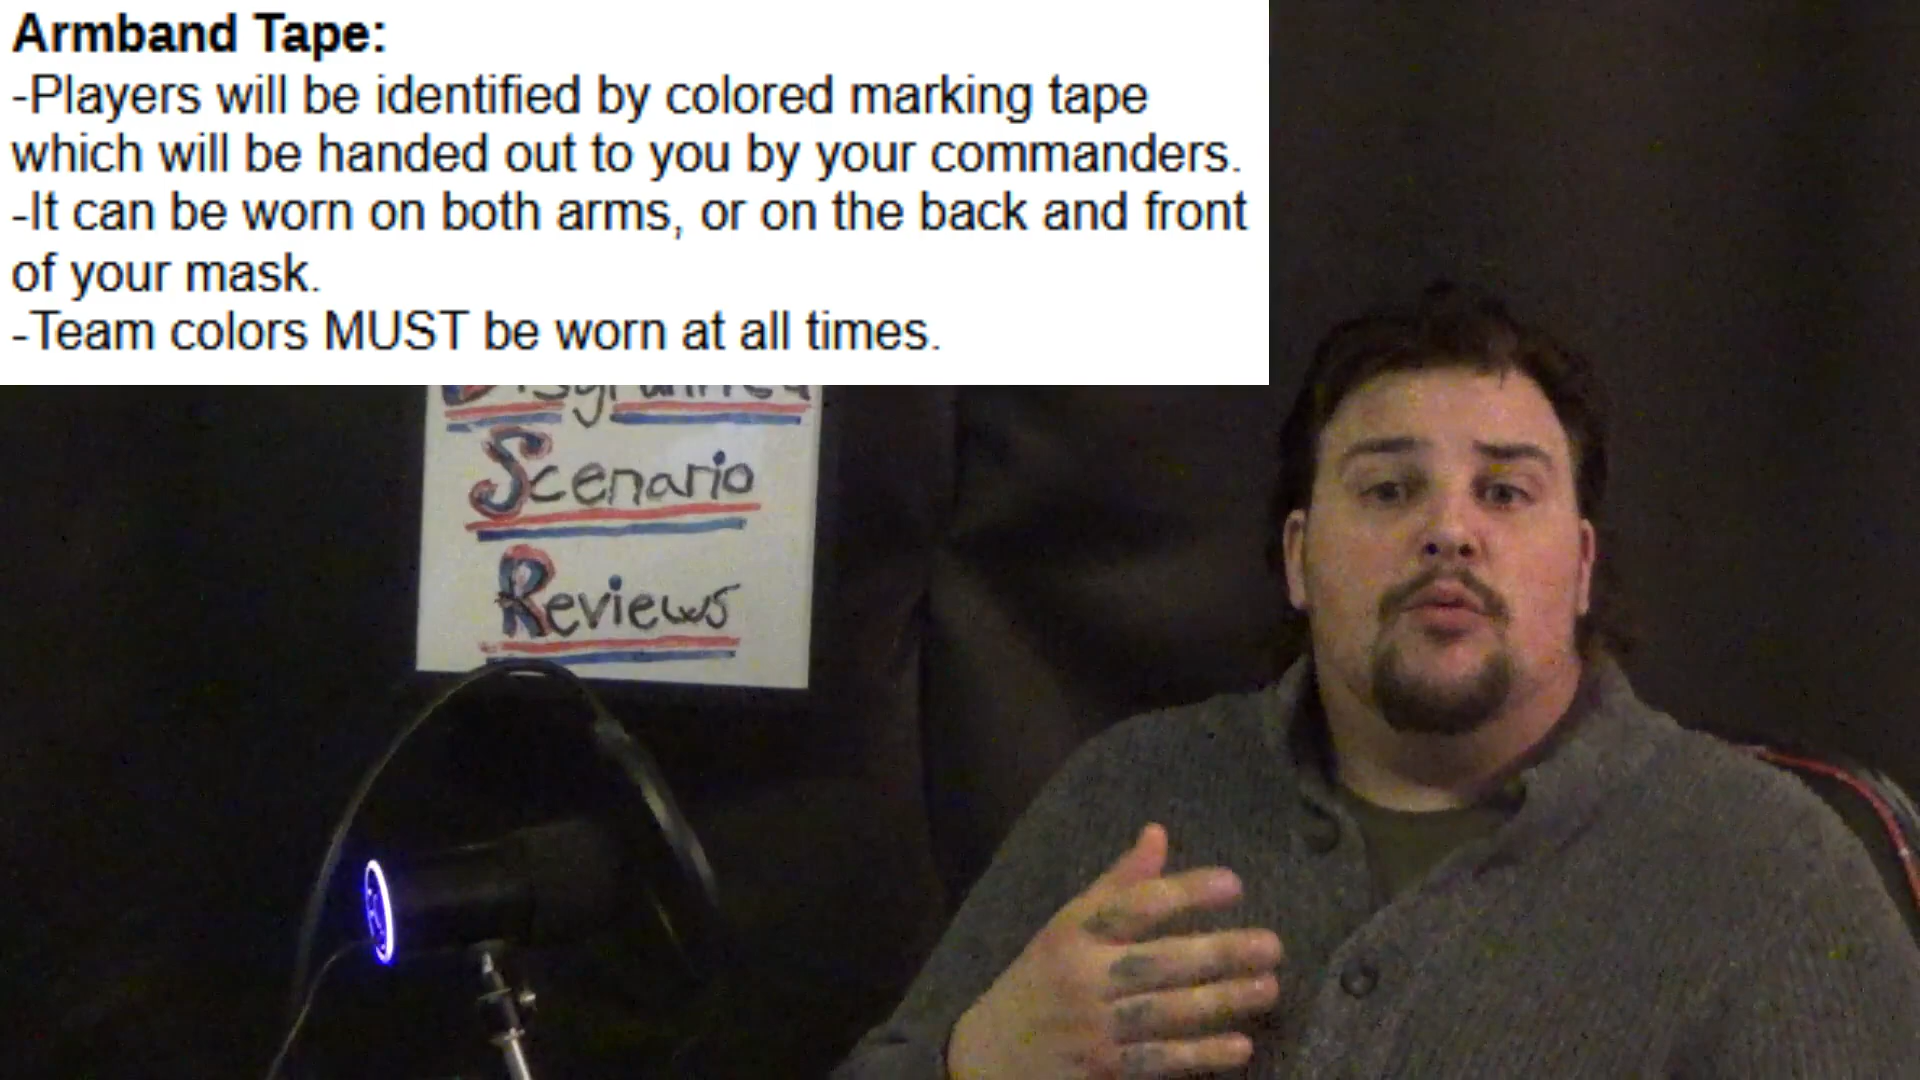 Armband Tape:
-Players will be identified by colored marking tape
which will be handed out to you by your commanders.
-It can be worn on both arms, or on the back and front
of your mask.
-Team colors MUST be worn at all times.
Scenario
Reviews